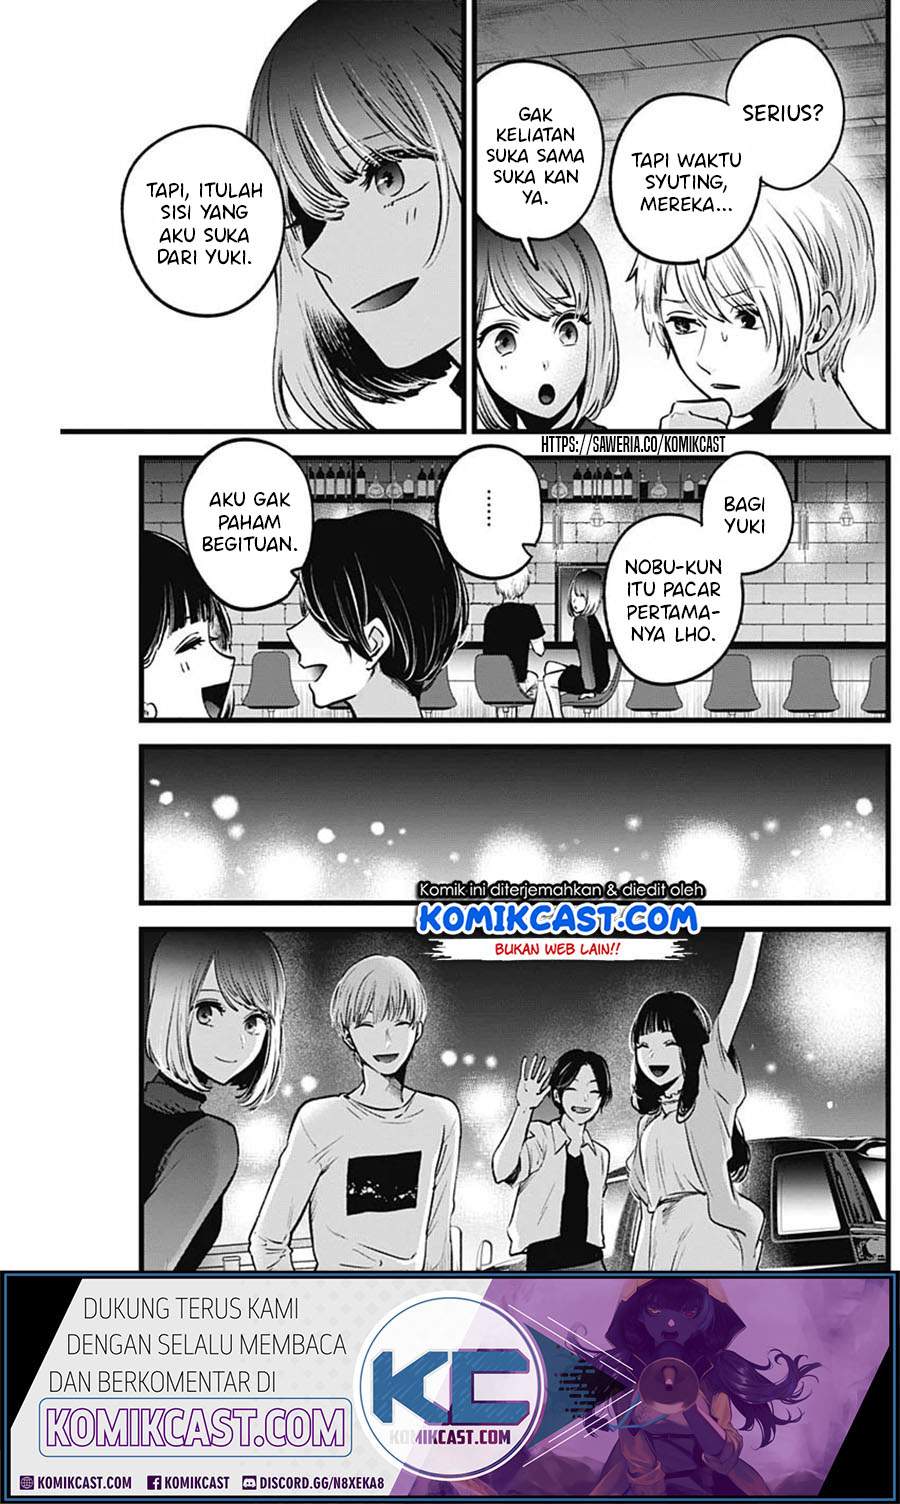 SERIUS?
TAPI WAKTU
SYUTING,
MEREKA...
GAK
KELIATAN
SUKA SAMA
SUKA KAN
YA.
TAPI, ITULAH
SISI YANG
AKU SUKA
DARI YUKI.
HTTPS://SAWERIA.CO/KOMIKCAST
BAGI
YUKI
NOBU-KUN
ITU PACAR
PERTAMA-
NYA LHO.
......
AKU GAK
PAHAM
BEGITUAN.
Komik ini diterjemahkan & diedit oleh
KOMIKCAST.COM
BUKAN WEB LAIN!!
DUKUNG TERUS KAMI
DENGAN SELALU MEMBACA
DAN BERKOMENTAR DI
KOMIKCAST.COM
KC
KOMIKCAST.COM
KOMIKCAST.COM
KOMIKCAST
DISCORD.GG/N8XEKA8